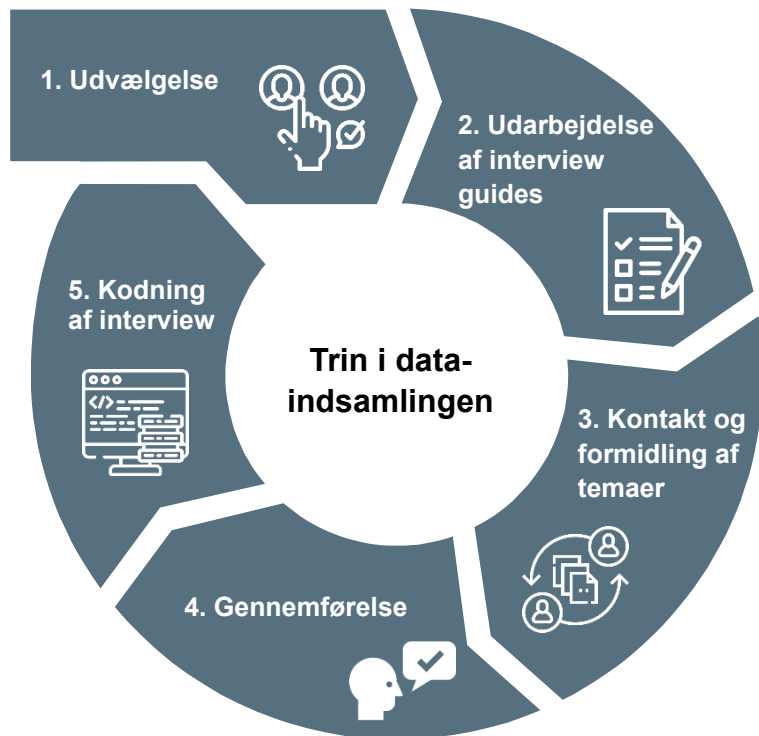 1. Udvælgelse
2. Udarbejdelse
af interview
guides
3. Kontakt og
formidling af
temaer
4. Gennemførelse
5. Kodning
af interview
Trin i data-
indsamlingen